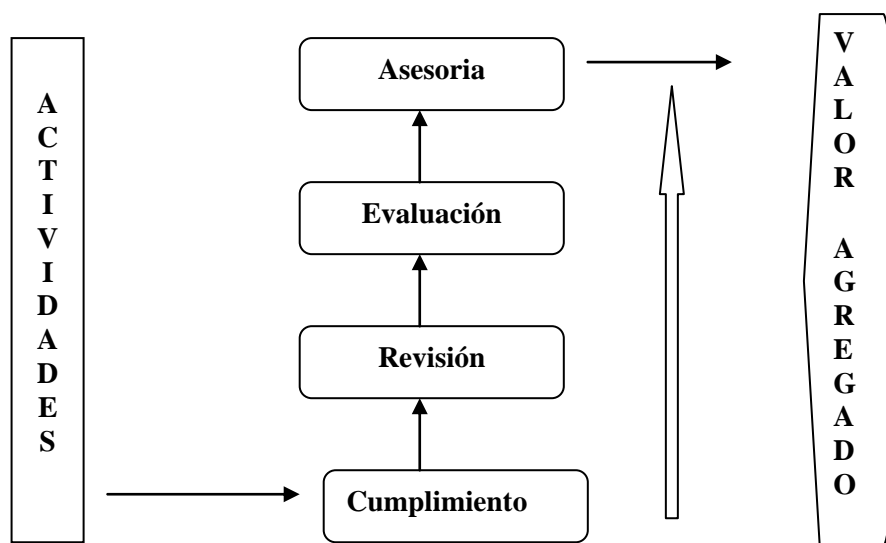 ACTIVIDADES
Asesoria
Evaluación
Revisión
Cumplimiento
VALOR AGREGADO